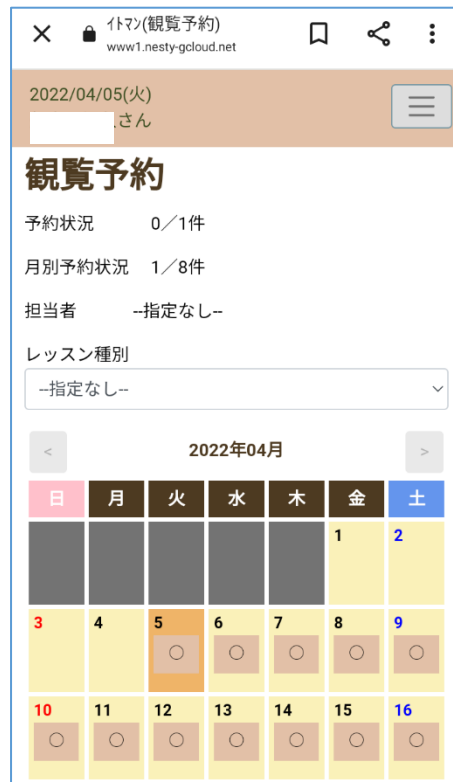 ｲﾄﾏﾝ(観覧予約)
www1.nesty-gcloud.net
2022/04/05(火)
さん
観覧予約
予約状況 0／1件
月別予約状況 1／8件
担当者 --指定なし--
レッスン種別
--指定なし--
< 2022年04月 >
日 月 火 水 木 金 土
1 2
3 4 5 6 7 8 9
○ ○ ○ ○ ○
10 11 12 13 14 15 16
○ ○ ○ ○ ○ ○ ○